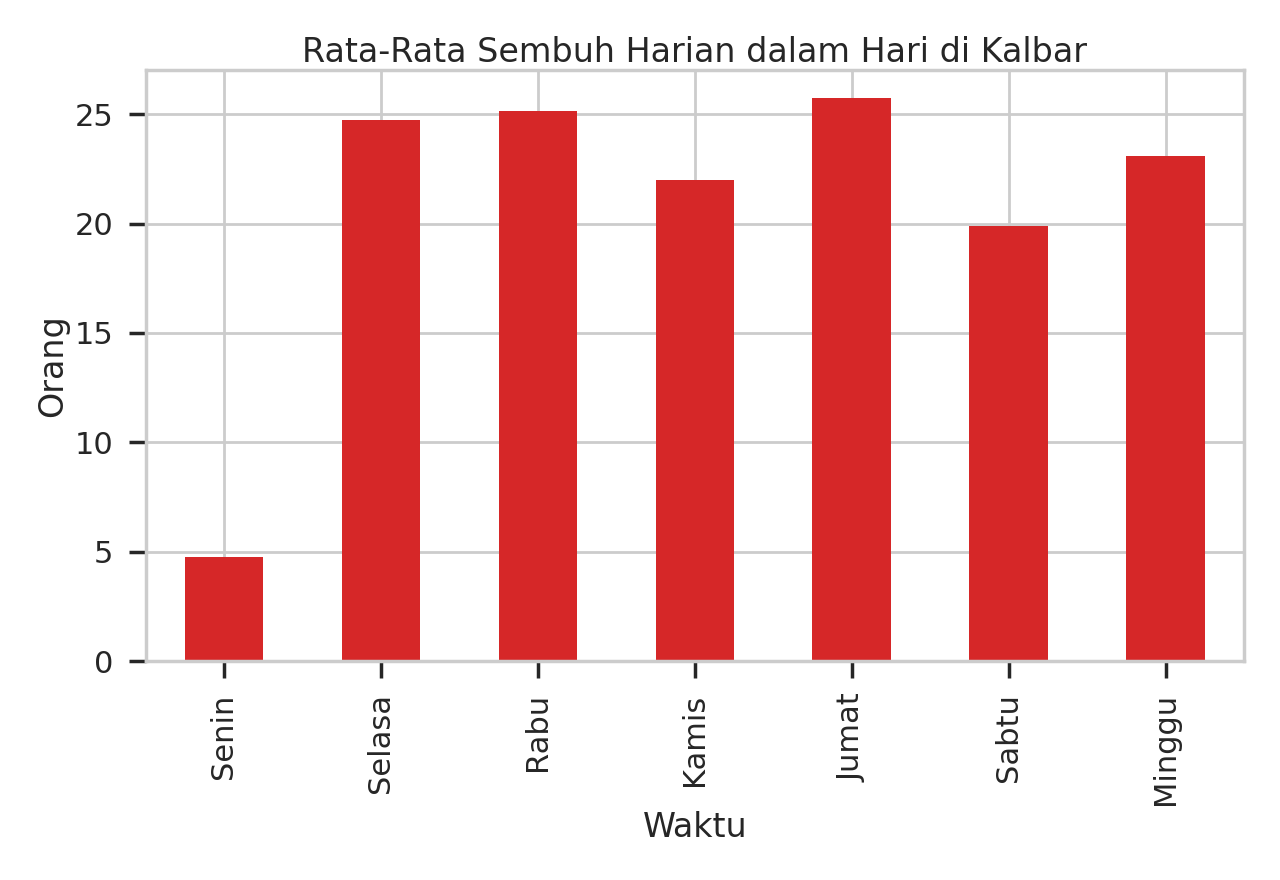 Rata-Rata Sembuh Harian dalam Hari di Kalbar
Orang
25
20
15
10
5
0
Senin
Selasa
Rabu
Kamis
Jumat
Sabtu
Minggu
Waktu